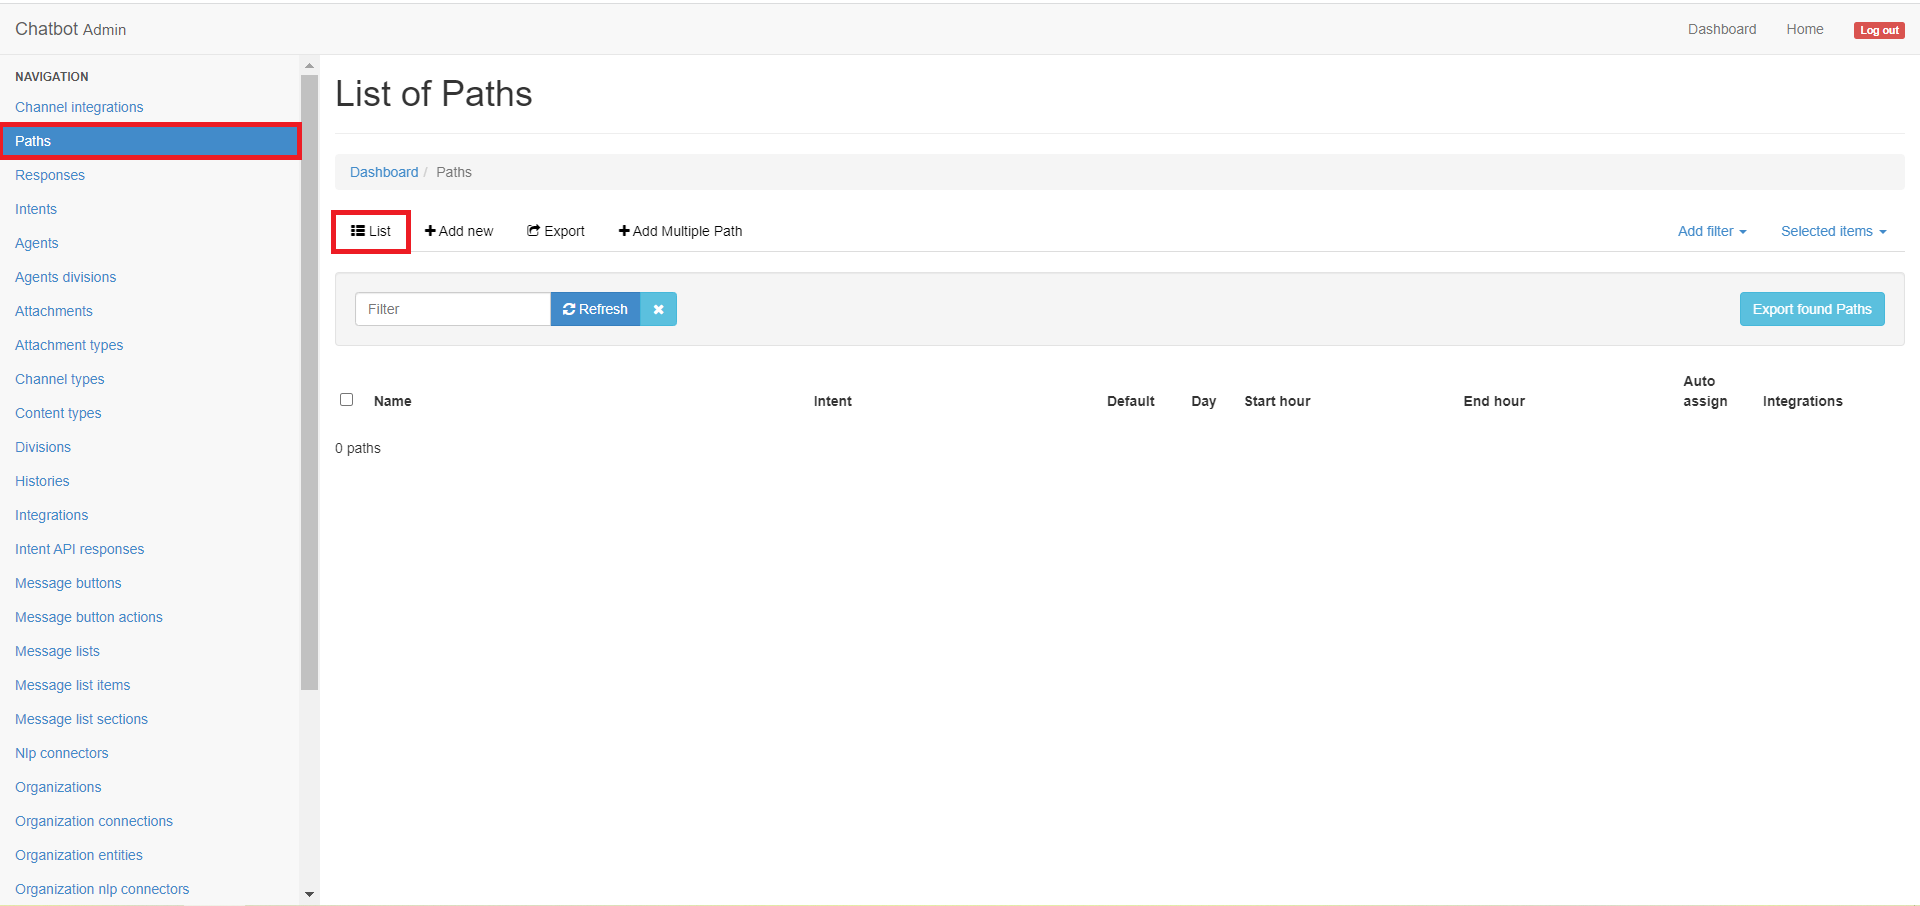 Chatbot Admin
Dashboard Home Log out
NAVIGATION
Channel integrations
Paths
Responses
Intents
Agents
Agents divisions
Attachments
Attachment types
Channel types
Content types
Divisions
Histories
Integrations
Intent API responses
Message buttons
Message button actions
Message lists
Message list items
Message list sections
Nlp connectors
Organizations
Organization connections
Organization entities
Organization nlp connectors
List of Paths
Dashboard / Paths
List Add new Export Add Multiple Path Add filter Selected items
Filter Refresh Export found Paths
Name Intent Default Day Start hour End hour Auto assign Integrations
0 paths